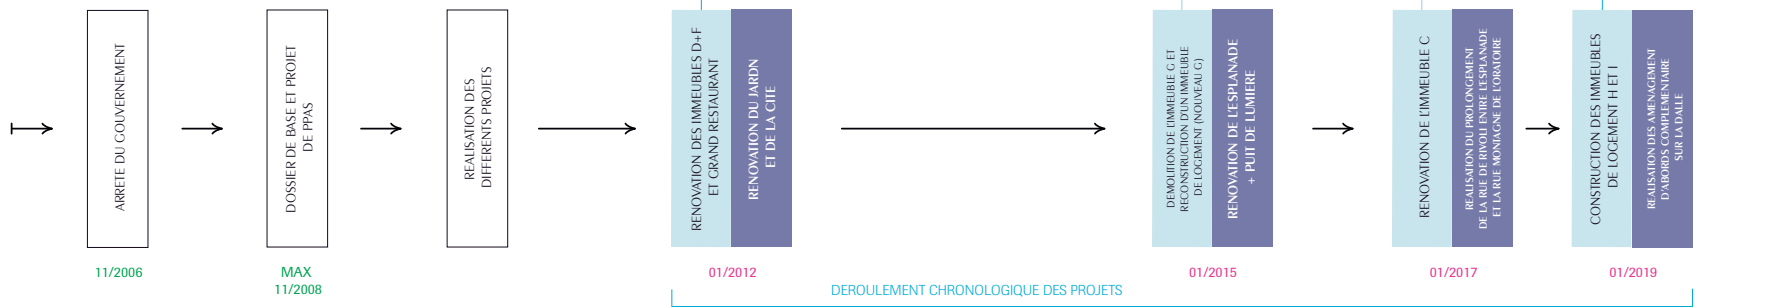 ARRETE DU GOUVERNEMENT
11/2006
DOSSIER DE BASE ET PROJET
DE PPAS
MAX
11/2008
REALISATION DES
DIFFERENTS PROJETS
RENOVATION DES IMMEUBLES D+F
ET GRAND RESTAURANT
RENOVATION DU JARDN
ET DE LA CITE
01/2012
DEMOLITION DE L'IMMEUBLE G ET
RECONSTRUCTION D'UN IMMEUBLE
DE LOGEMENT (NOUVEAU G)
RENOVATION DE L'ESPLANADE
+ PUIT DE LUMIERE
01/2015
RENOVATION DE L'IMMEUBLE C
REALISATION DU PROLONGEMENT
DE LA RUE DE RIVOLI ENTRE L'ESPLANADE
ET LA RUE MONTAGNE DE L'ORATOIRE
01/2017
CONSTRUCTION DES IMMEUBLES
DE LOGEMENT H ET I
REALISATION DES AMENAGEMENT
D'ABORDS COMPLEMENTAIRE
SUR LA DALLE
01/2019
DEROULEMENT CHRONOLOGIQUE DES PROJETS